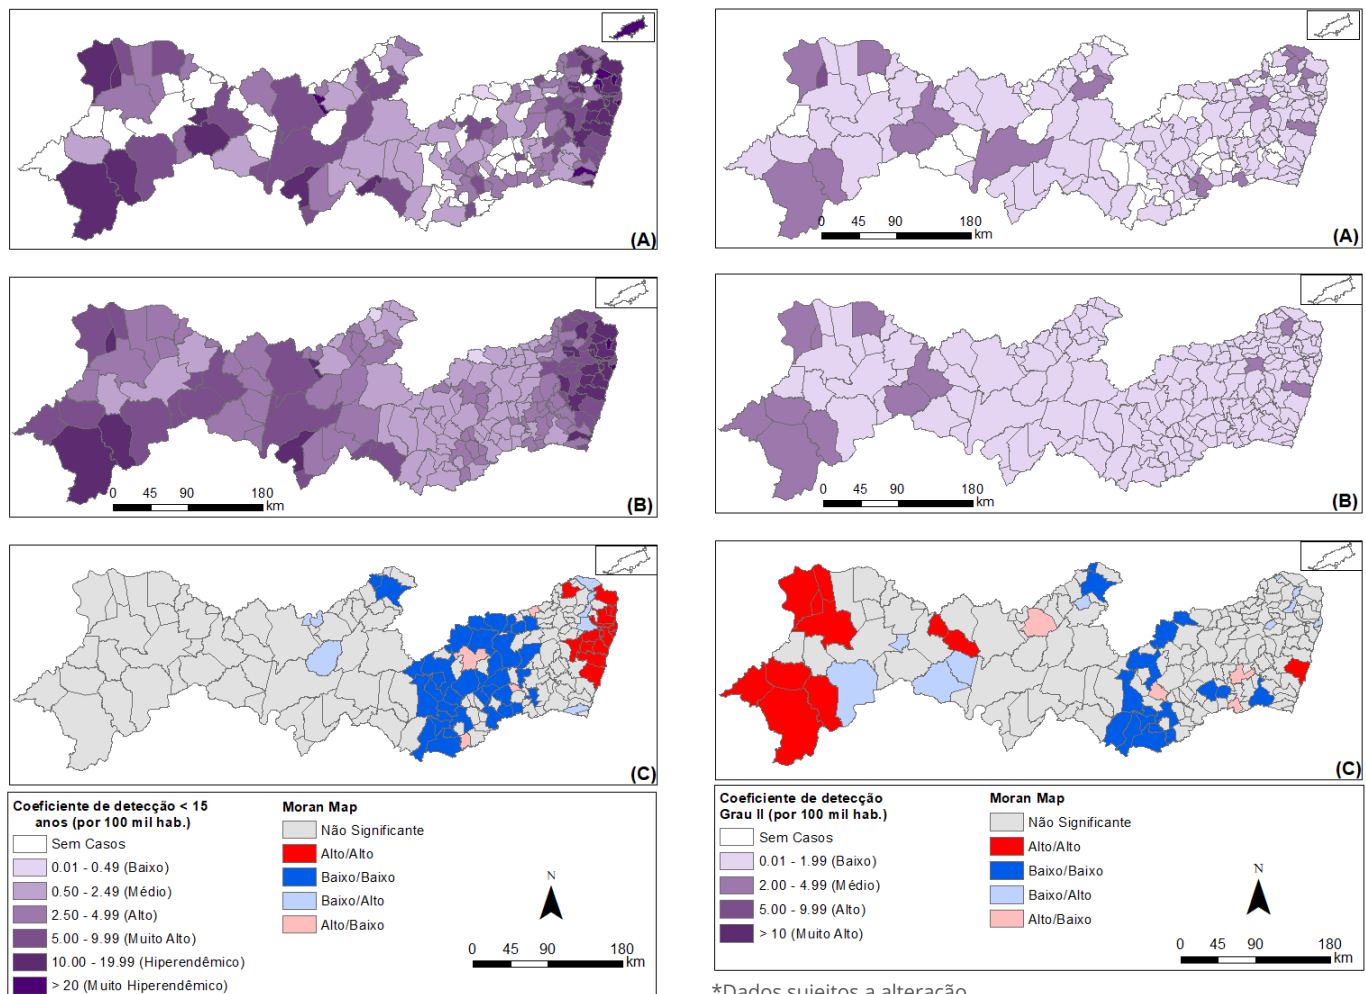 (A)
0 45 90 180
km
(B)
(C)
Coeficiente de detecção < 15
anos (por 100 mil hab.)
Sem Casos
0.01 - 0.49 (Baixo)
0.50 - 2.49 (Médio)
2.50 - 4.99 (Alto)
5.00 - 9.99 (Muito Alto)
10.00 - 19.99 (Hiperendêmico)
> 20 (Muito Hiperendêmico)
Moran Map
Não Significante
Alto/Alto
Baixo/Baixo
Baixo/Alto
Alto/Baixo
N
0 45 90 180
km
0 45 90 180
km
(A)
0 45 90 180
km
(B)
(C)
Coeficiente de detecção
Grau II (por 100 mil hab.)
Sem Casos
0.01 - 1.99 (Baixo)
2.00 - 4.99 (Médio)
5.00 - 9.99 (Alto)
> 10 (Muito Alto)
Moran Map
Não Significante
Alto/Alto
Baixo/Baixo
Baixo/Alto
Alto/Baixo
N
0 45 90 180
km
*Dados sujeitos a alteração